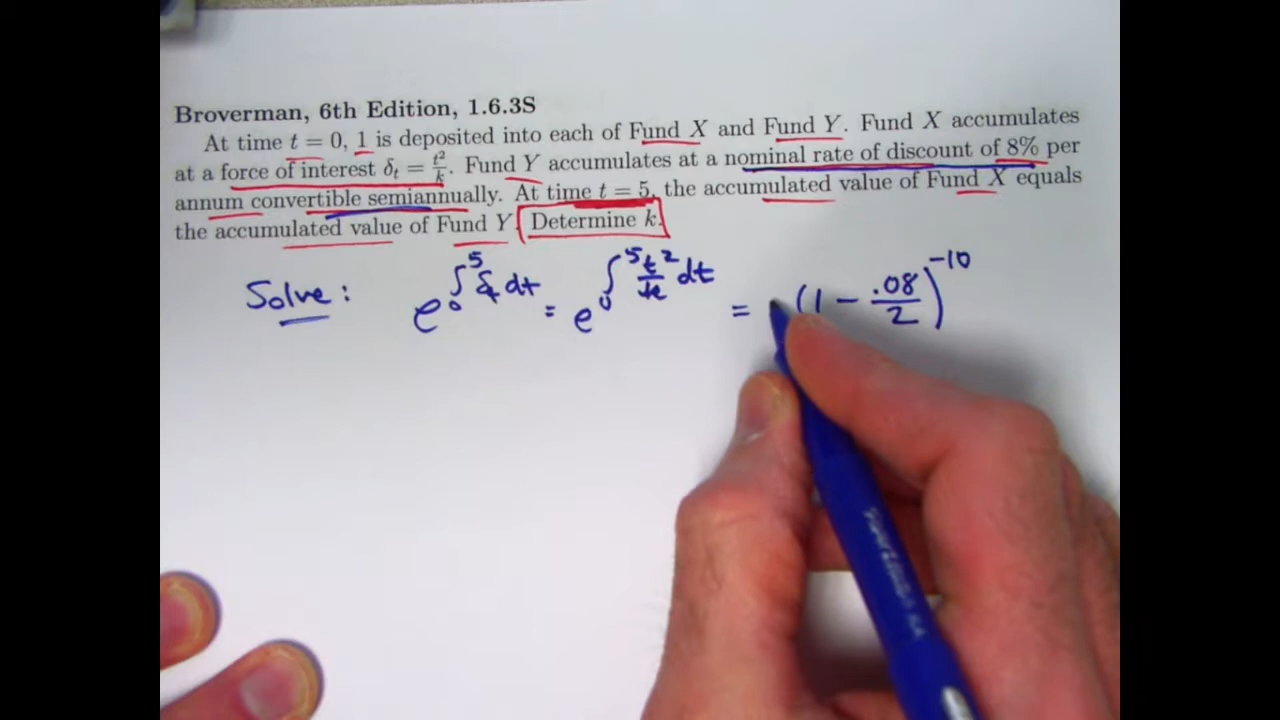 Broverman, 6th Edition, 1.6.3S
At time t = 0, 1 is deposited into each of Fund X and Fund Y. Fund X accumulates
at a force of interest δ_t = t²/k. Fund Y accumulates at a nominal rate of discount of 8% per
annum convertible semiannually. At time t = 5, the accumulated value of Fund X equals
the accumulated value of Fund Y. Determine k.
Solve: e^{∫₀⁵ δ_t dt} = e^{∫₀⁵ t²/k dt} = (1 − .08/2)^{−10}